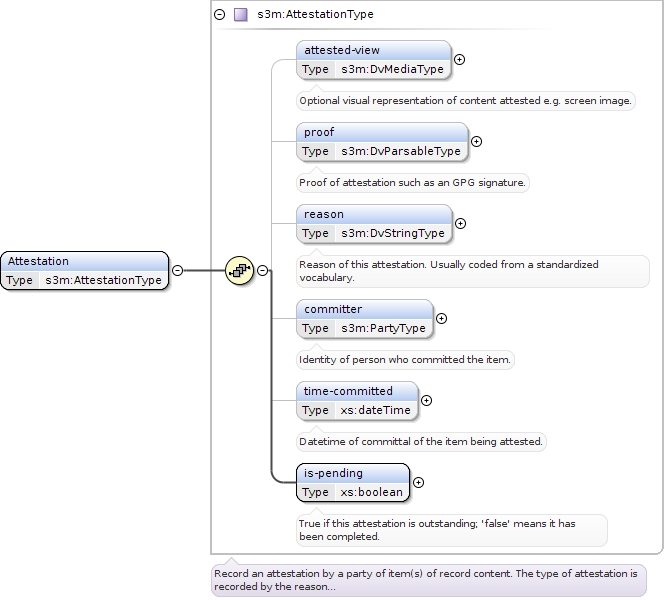 s3m:AttestationType
attested-view
Type s3m:DvMediaType
Optional visual representation of content attested e.g. screen image.
proof
Type s3m:DvParsableType
Proof of attestation such as an GPG signature.
reason
Type s3m:DvStringType
Reason of this attestation. Usually coded from a standardized
vocabulary.
Attestation
Type s3m:AttestationType
committer
Type s3m:PartyType
Identity of person who committed the item.
time-committed
Type xs:dateTime
Datetime of committal of the item being attested.
is-pending
Type xs:boolean
True if this attestation is outstanding; 'false' means it has
been completed.
Record an attestation by a party of item(s) of record content. The type of attestation is
recorded by the reason...